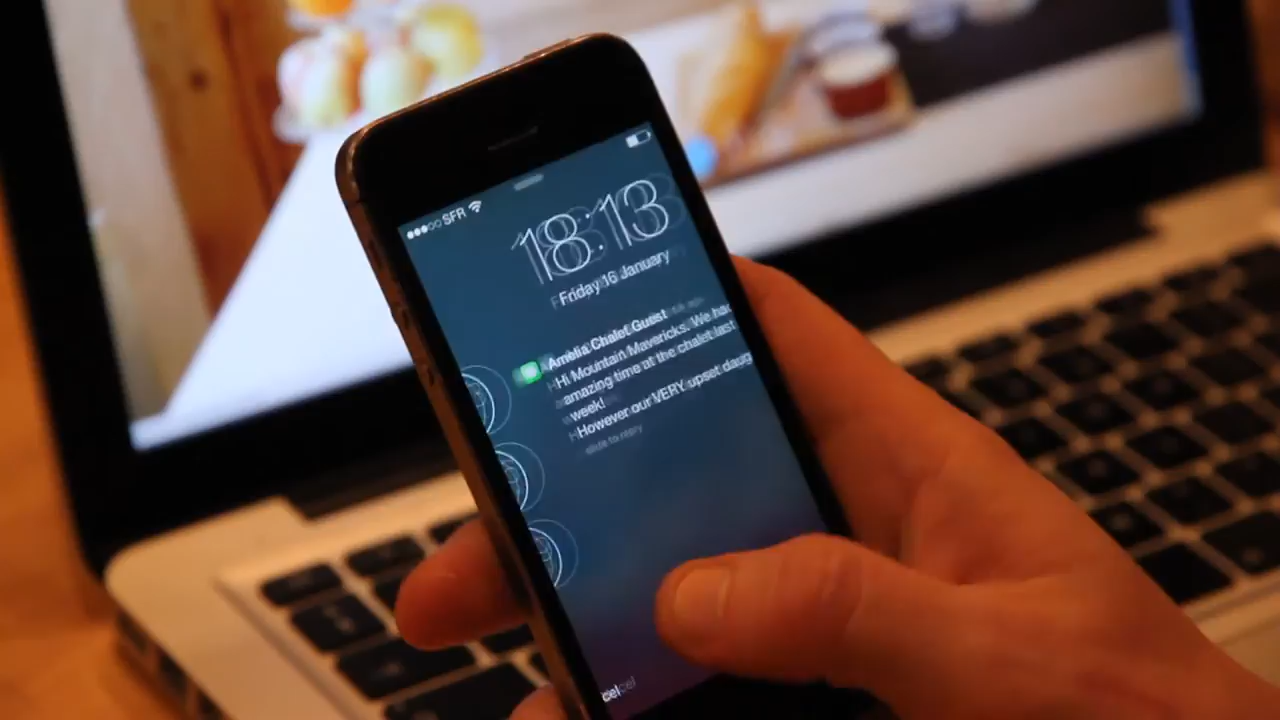 SFR
18:13
Friday 16 January
Amelia Chalet Guest
Hi Mountain Mavericks. We had
amazing time at the chalet last
week!
However our VERY upset daug
slide to reply
cel